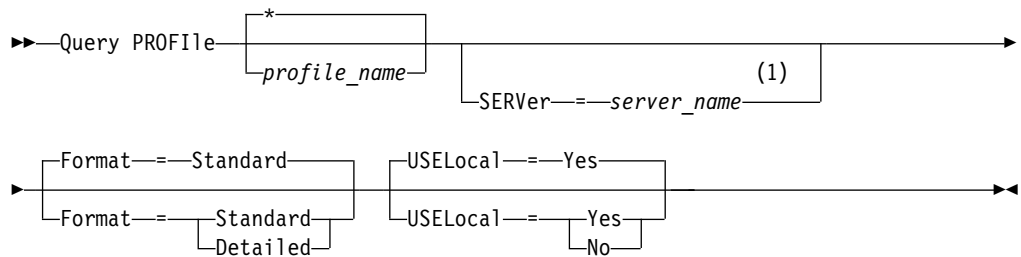 *
Query PROFIle
profile_name
(1)
SERVer = server_name
Format = Standard
USELocal = Yes
Format = Standard
USELocal = Yes
Detailed
No